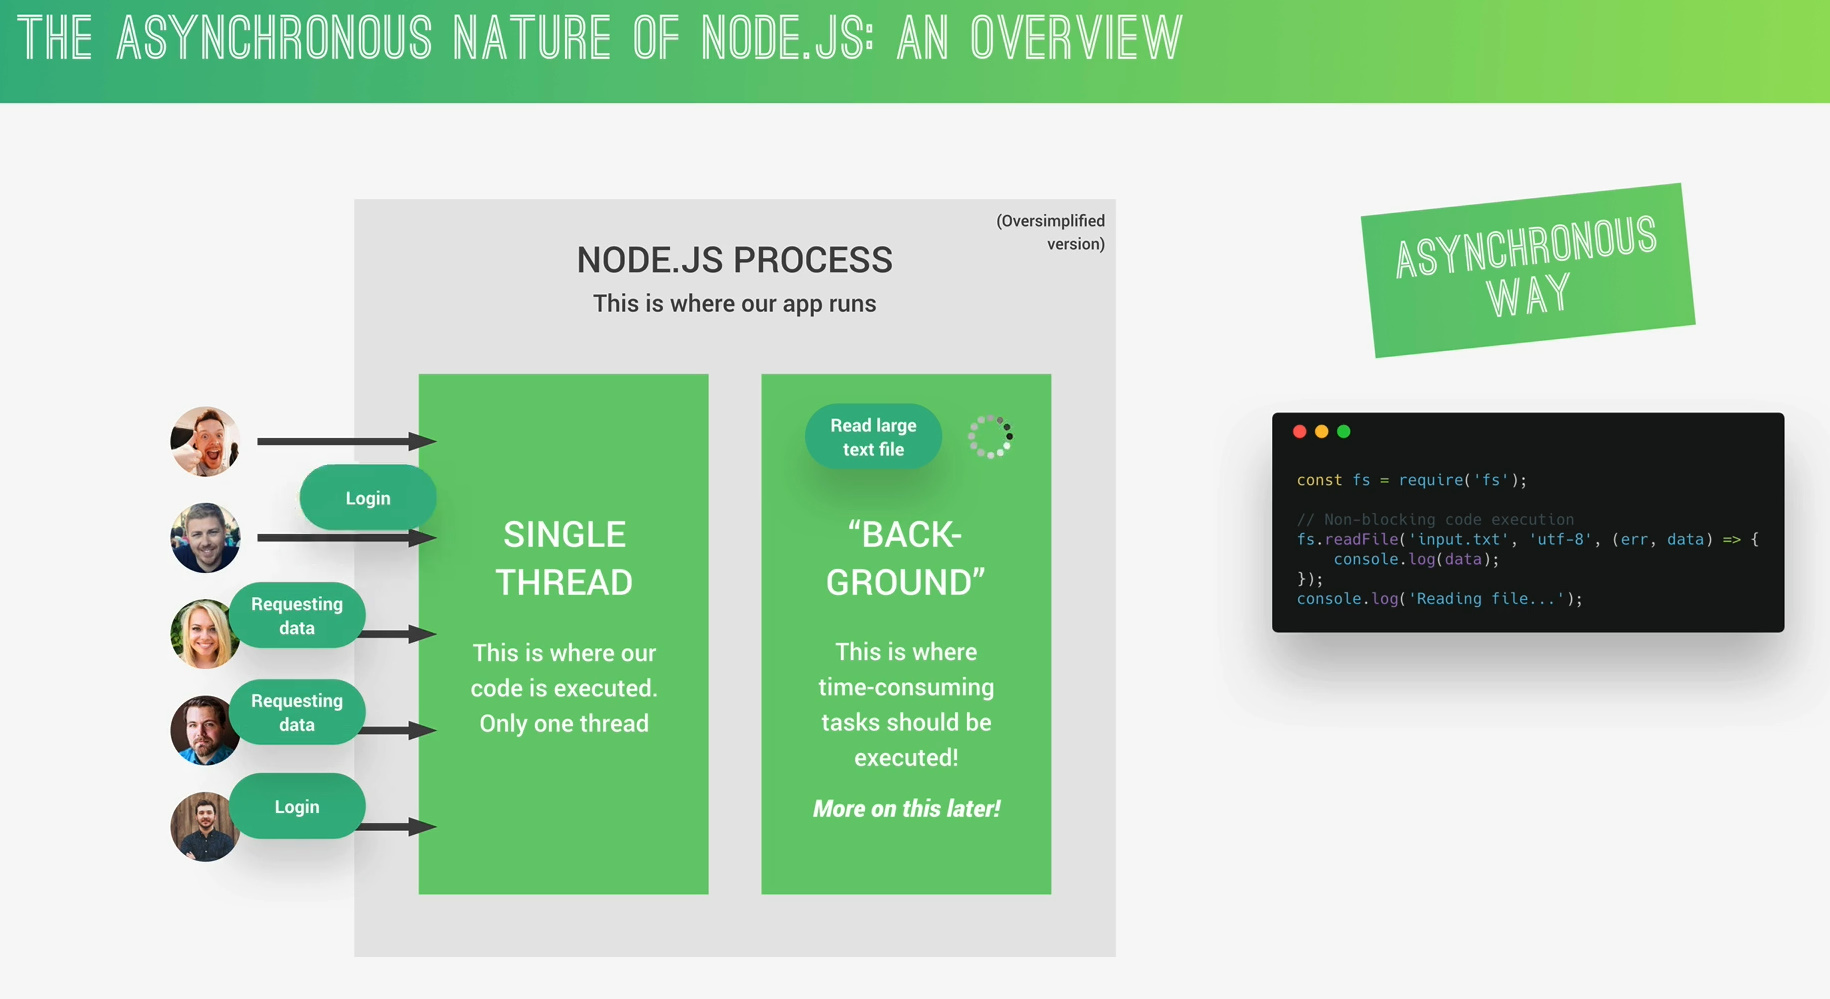 THE ASYNCHRONOUS NATURE OF NODE.JS: AN OVERVIEW
(Oversimplified
version)
NODE.JS PROCESS
This is where our app runs
Login
Requesting
data
Requesting
data
Login
SINGLE
THREAD
This is where our
code is executed.
Only one thread
Read large
text file
“BACK-
GROUND”
This is where
time-consuming
tasks should be
executed!
More on this later!
ASYNCHRONOUS
WAY
const fs = require('fs');
// Non-blocking code execution
fs.readFile('input.txt', 'utf-8', (err, data) => {
    console.log(data);
});
console.log('Reading file...');